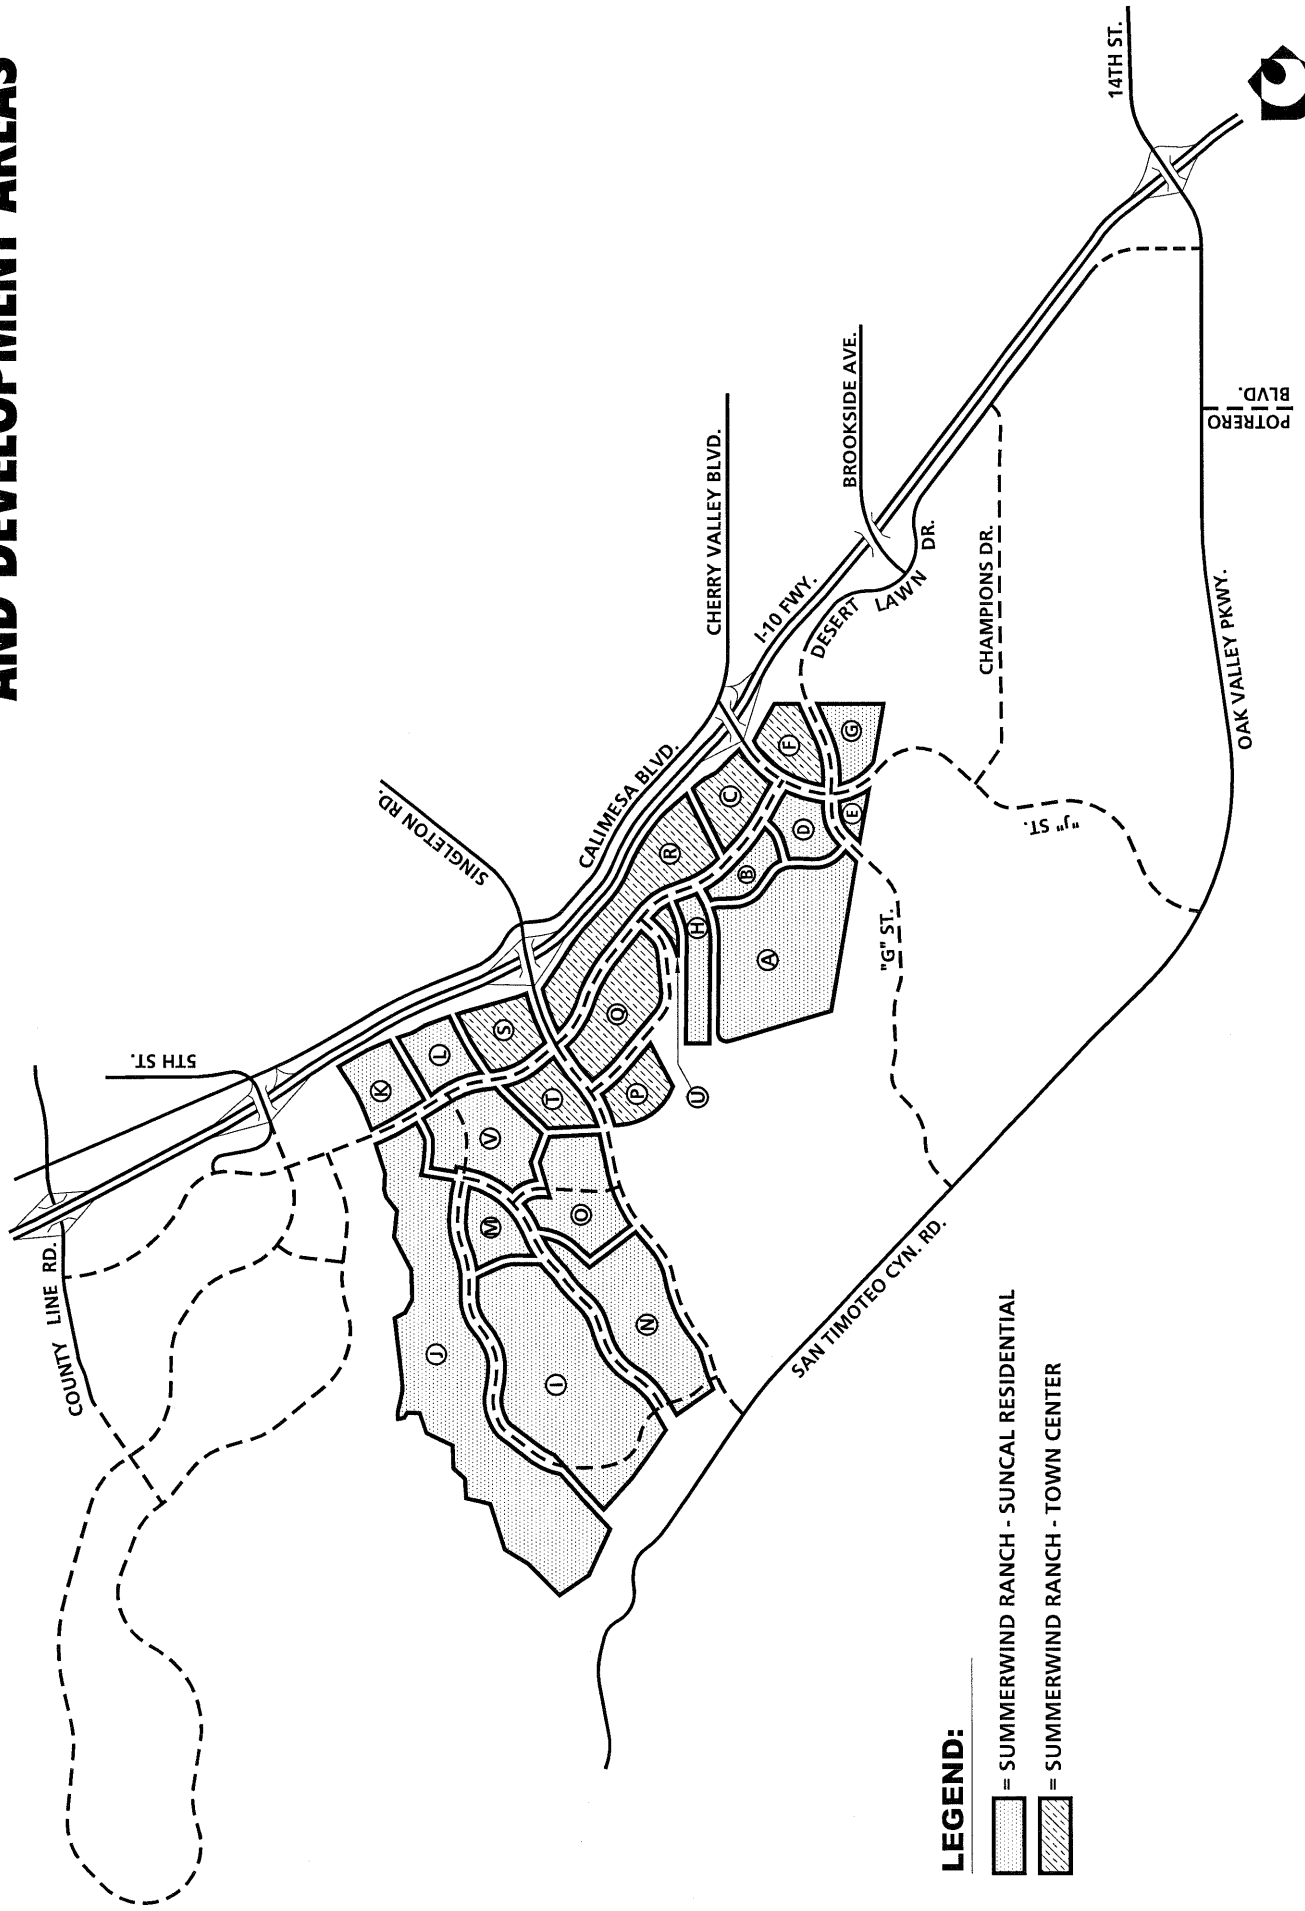 AND DEVELOPMENT AREAS
14TH ST.
POTRERO
BLVD.
BROOKSIDE AVE.
CHERRY VALLEY BLVD.
I-10 FWY.
DESERT
LAWN
DR.
CHAMPIONS DR.
OAK VALLEY PKWY.
"J" ST.
"G" ST.
CALIMESA BLVD.
SINGLETON RD.
5TH ST.
COUNTY LINE RD.
SAN TIMOTEO CYN. RD.
G
F
E
D
C
B
R
H
A
Q
S
U
P
T
L
K
V
O
M
N
J
I
LEGEND:
= SUMMERWIND RANCH - SUNCAL RESIDENTIAL
= SUMMERWIND RANCH - TOWN CENTER